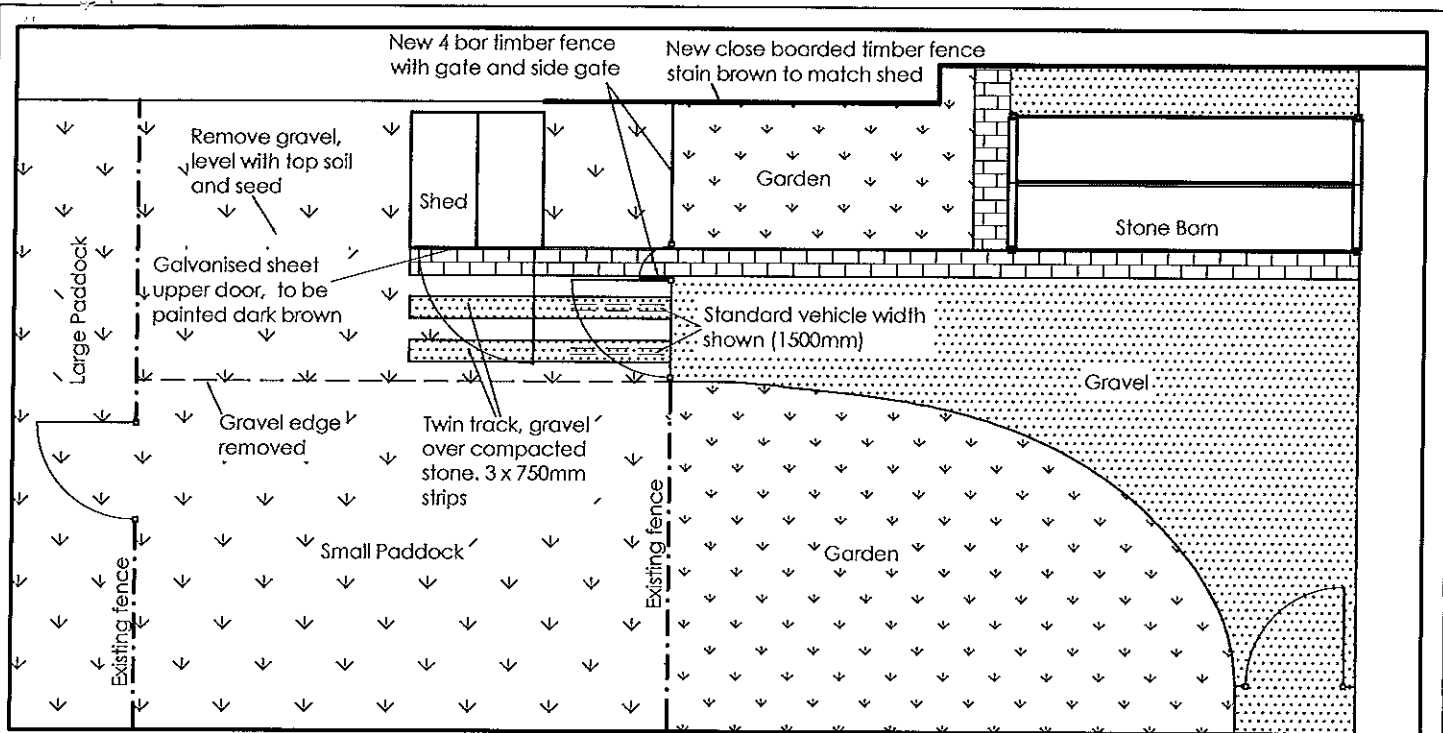 New 4 bar timber fence
with gate and side gate
New close boarded timber fence
stain brown to match shed
Remove gravel,
level with top soil
and seed
Shed
Garden
Stone Barn
Large Paddock
Galvanised sheet
upper door, to be
painted dark brown
Standard vehicle width
shown (1500mm)
Gravel
Gravel edge
removed
Twin track, gravel
over compacted
stone. 3 x 750mm
strips
Small Paddock
Existing fence
Existing fence
Garden